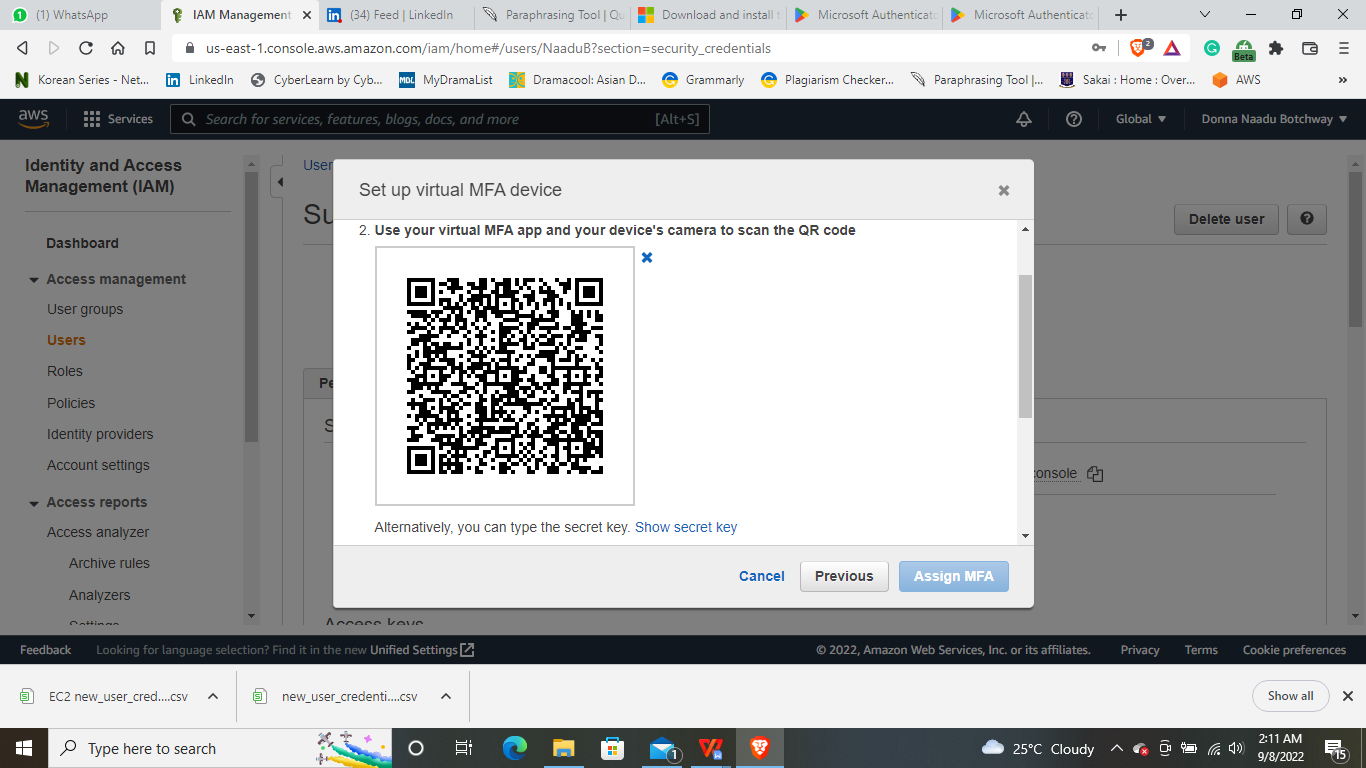 (1) WhatsApp
IAM Management
(34) Feed | LinkedIn
Paraphrasing Tool | Qu
Download and install t
Microsoft Authenticat
Microsoft Authenticat
us-east-1.console.aws.amazon.com/iam/home#/users/NaaduB?section=security_credentials
2
Beta
Korean Series - Net...
LinkedIn
CyberLearn by Cyb...
MDL MyDramaList
Dramacool: Asian D...
Grammarly
Plagiarism Checker...
Paraphrasing Tool |...
Sakai : Home : Over...
AWS
aws
Services
Search for services, features, blogs, docs, and more
[Alt+S]
Global
Donna Naadu Botchway
Identity and Access
Management (IAM)
Dashboard
Access management
User groups
Users
Roles
Policies
Identity providers
Account settings
Access reports
Access analyzer
Archive rules
Analyzers
Settings
User
Su
Delete user
Pe
S
console
Access keys
Set up virtual MFA device
2. Use your virtual MFA app and your device's camera to scan the QR code
Alternatively, you can type the secret key. Show secret key
Cancel
Previous
Assign MFA
Feedback
Looking for language selection? Find it in the new Unified Settings
© 2022, Amazon Web Services, Inc. or its affiliates.
Privacy
Terms
Cookie preferences
EC2 new_user_cred....csv
new_user_credenti....csv
Show all
Type here to search
1
25°C Cloudy
2:11 AM
9/8/2022
15